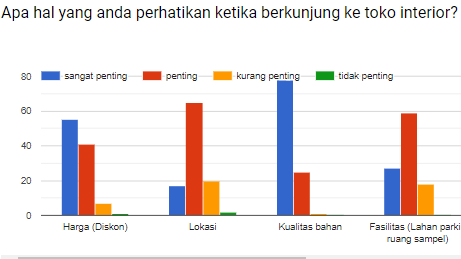 Apa hal yang anda perhatikan ketika berkunjung ke toko interior?
80
sangat penting
penting
kurang penting
tidak penting
60
40
20
0
Harga (Diskon)
Lokasi
Kualitas bahan
Fasilitas (Lahan parki
ruang sampel)